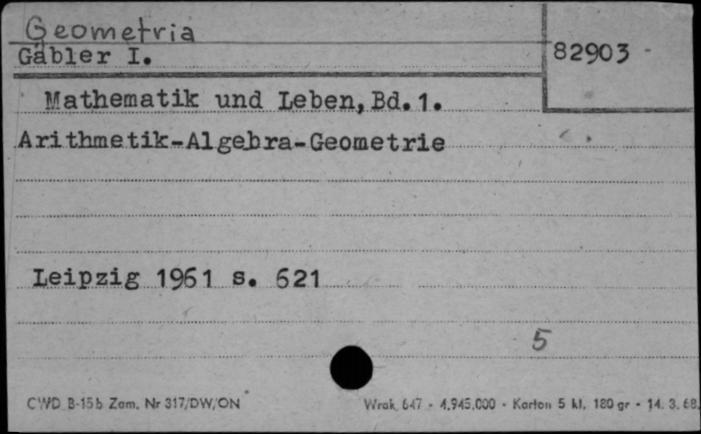 Geometria
Gäbler I.
82903
Mathematik und Leben, Bd. 1.
Arithmetik-Algebra-Geometrie
Leipzig 1961 s. 621
5
CWD B-15b Zam. Nr 317/DW/ON
Wrak. 647 - 4.945.000 - Karton 5 kl. 180 gr - 14. 3. 68.